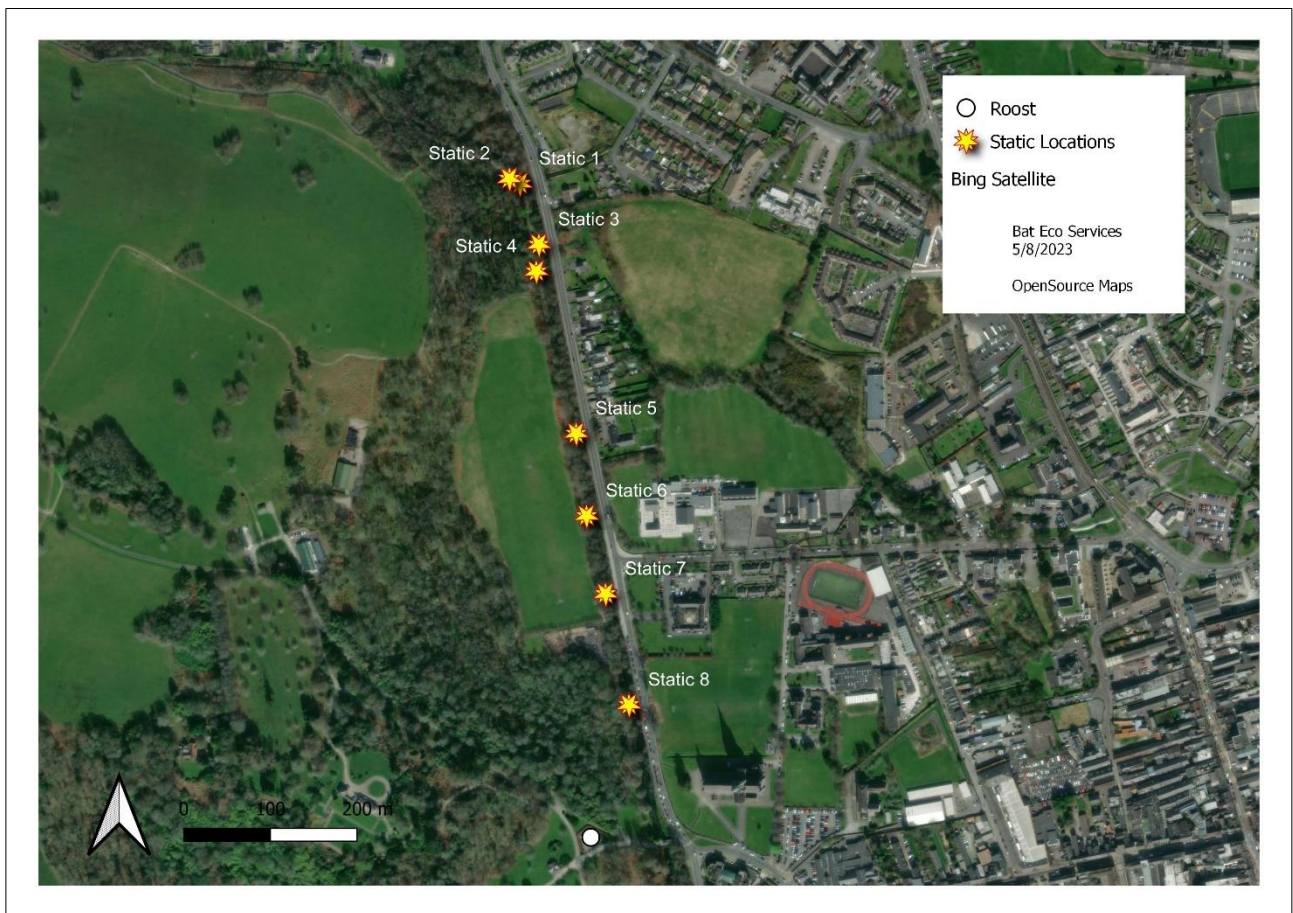 Roost
Static Locations
Bing Satellite
Bat Eco Services
5/8/2023
OpenSource Maps
Static 2
Static 1
Static 3
Static 4
Static 5
Static 6
Static 7
Static 8
0 100 200 m